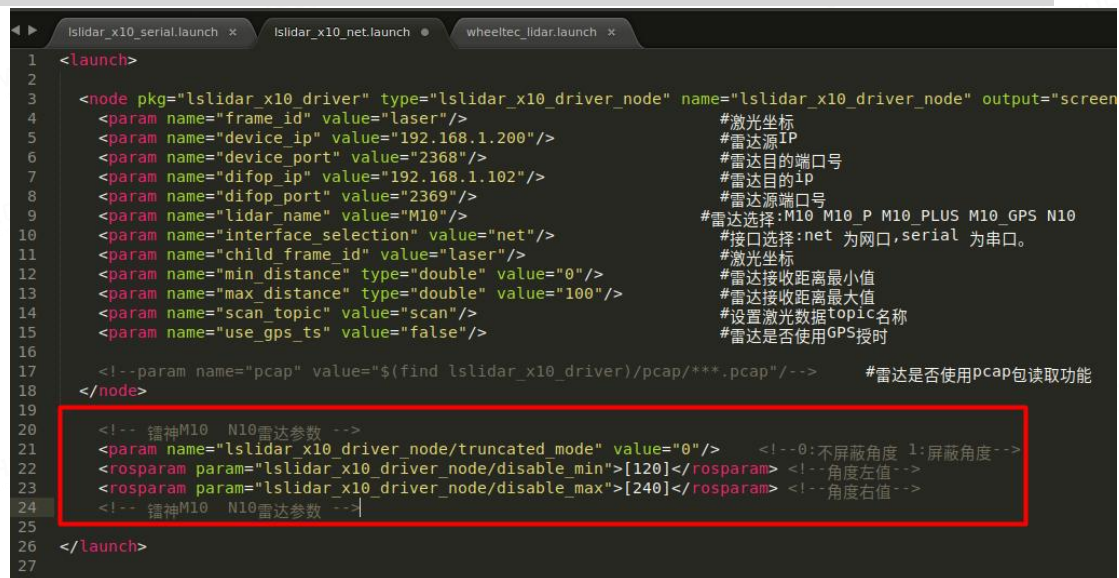 lslidar_x10_serial.launch × lslidar_x10_net.launch wheeltec_lidar.launch ×
1 <launch>
2
3 <node pkg="lslidar_x10_driver" type="lslidar_x10_driver_node" name="lslidar_x10_driver_node" output="screen
4 <param name="frame_id" value="laser"/> #激光坐标
5 <param name="device_ip" value="192.168.1.200"/> #雷达源IP
6 <param name="device_port" value="2368"/> #雷达目的端口号
7 <param name="difop_ip" value="192.168.1.102"/> #雷达目的ip
8 <param name="difop_port" value="2369"/> #雷达源端口号
9 <param name="lidar_name" value="M10"/> #雷达选择:M10 M10_P M10_PLUS M10_GPS N10
10 <param name="interface_selection" value="net"/> #接口选择:net 为网口,serial 为串口。
11 <param name="child_frame_id" value="laser"/> #激光坐标
12 <param name="min_distance" type="double" value="0"/> #雷达接收距离最小值
13 <param name="max_distance" type="double" value="100"/> #雷达接收距离最大值
14 <param name="scan_topic" value="scan"/> #设置激光数据topic名称
15 <param name="use_gps_ts" value="false"/> #雷达是否使用GPS授时
16
17 <!--param name="pcap" value="$(find lslidar_x10_driver)/pcap/***.pcap"/--> #雷达是否使用pcap包读取功能
18 </node>
19
20 <!-- 镭神M10 N10雷达参数 -->
21 <param name="lslidar_x10_driver_node/truncated_mode" value="0"/> <!--0:不屏蔽角度 1:屏蔽角度-->
22 <rosparam param="lslidar_x10_driver_node/disable_min">[120]</rosparam> <!--角度左值-->
23 <rosparam param="lslidar_x10_driver_node/disable_max">[240]</rosparam> <!--角度右值-->
24 <!-- 镭神M10 N10雷达参数 -->
25
26 </launch>
27